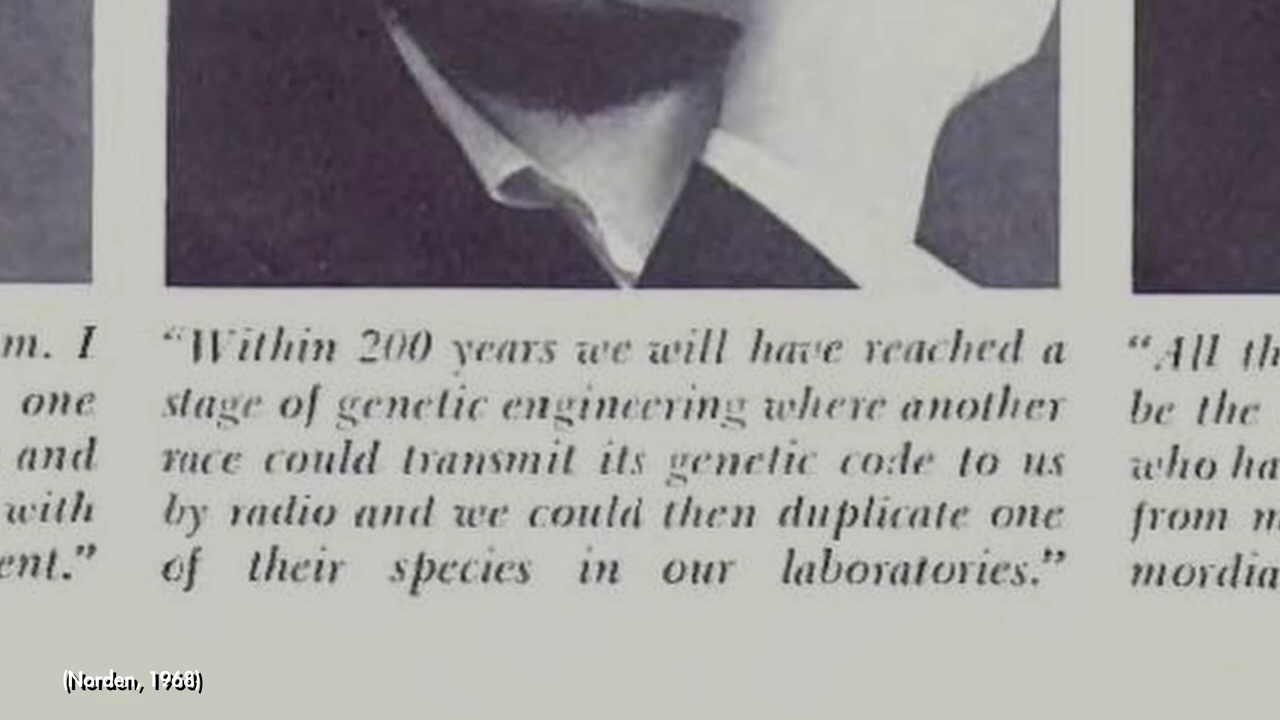 m. I
one
and
with
ent.”
“Within 200 years we will have reached a
stage of genetic engineering where another
race could transmit its genetic code to us
by radio and we could then duplicate one
of their species in our laboratories.”
“All th
be the
who ha
from m
mordia
(Norden, 1968)